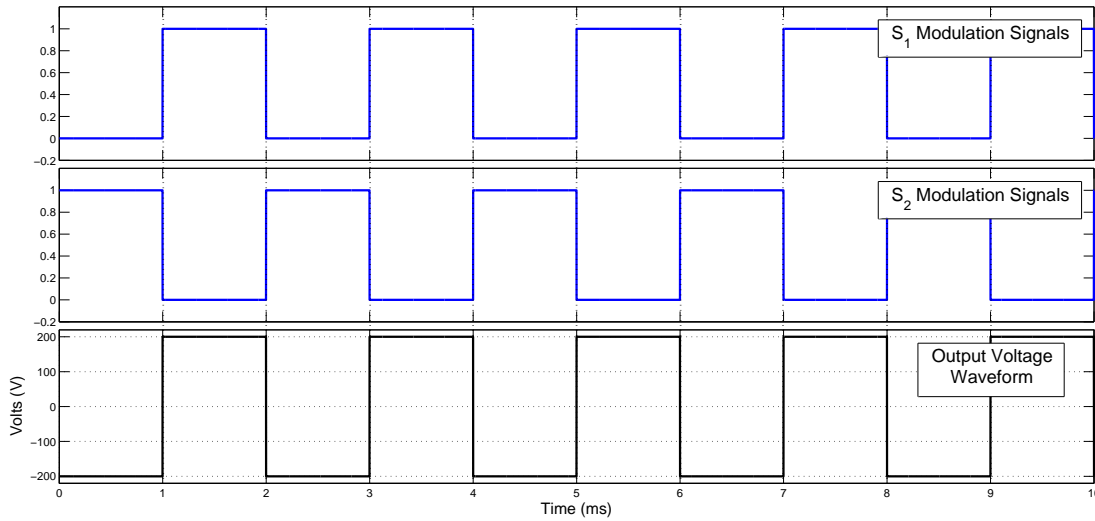 1
0.8
0.6
0.4
0.2
0
−0.2
S1 Modulation Signals
1
0.8
0.6
0.4
0.2
0
−0.2
S2 Modulation Signals
200
100
0
−100
−200
Volts (V)
Output Voltage
Waveform
0 1 2 3 4 5 6 7 8 9 10
Time (ms)